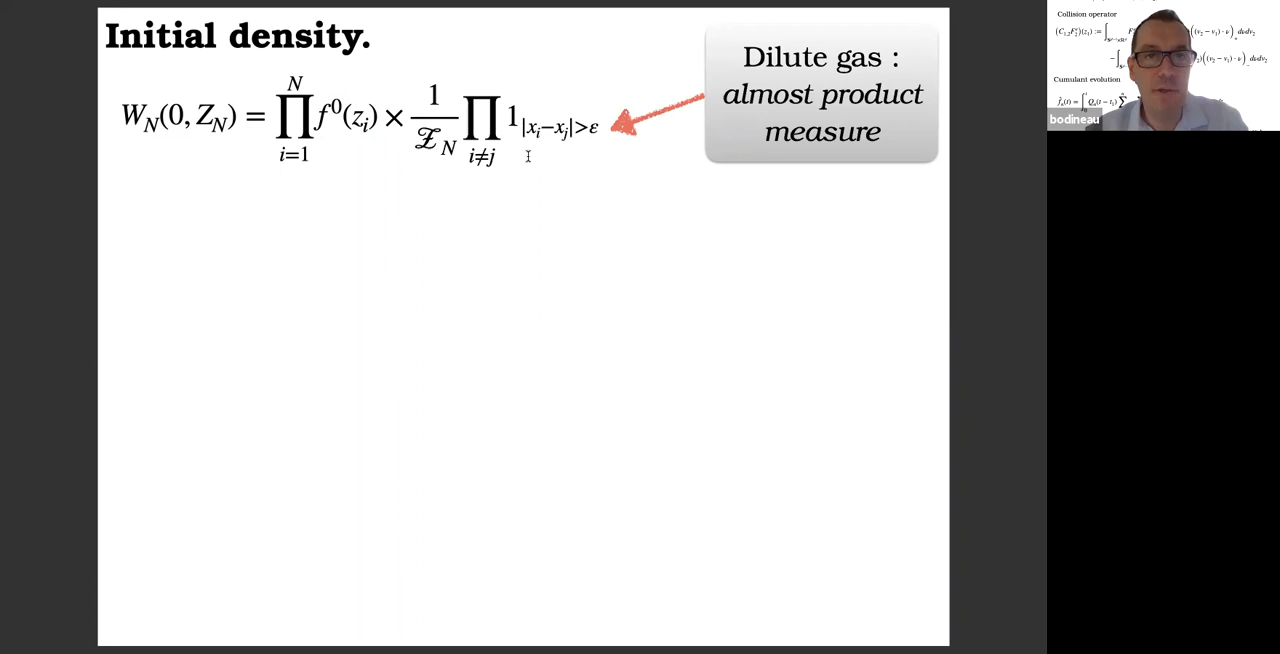 Initial density.
W_N(0, Z_N) = ∏_{i=1}^{N} f^0(z_i) × 1/𝒵_N ∏_{i≠j} 1_{|x_i−x_j|>ε}
Dilute gas :
almost product
measure
Collision operator
Cumulant evolution
bodineau